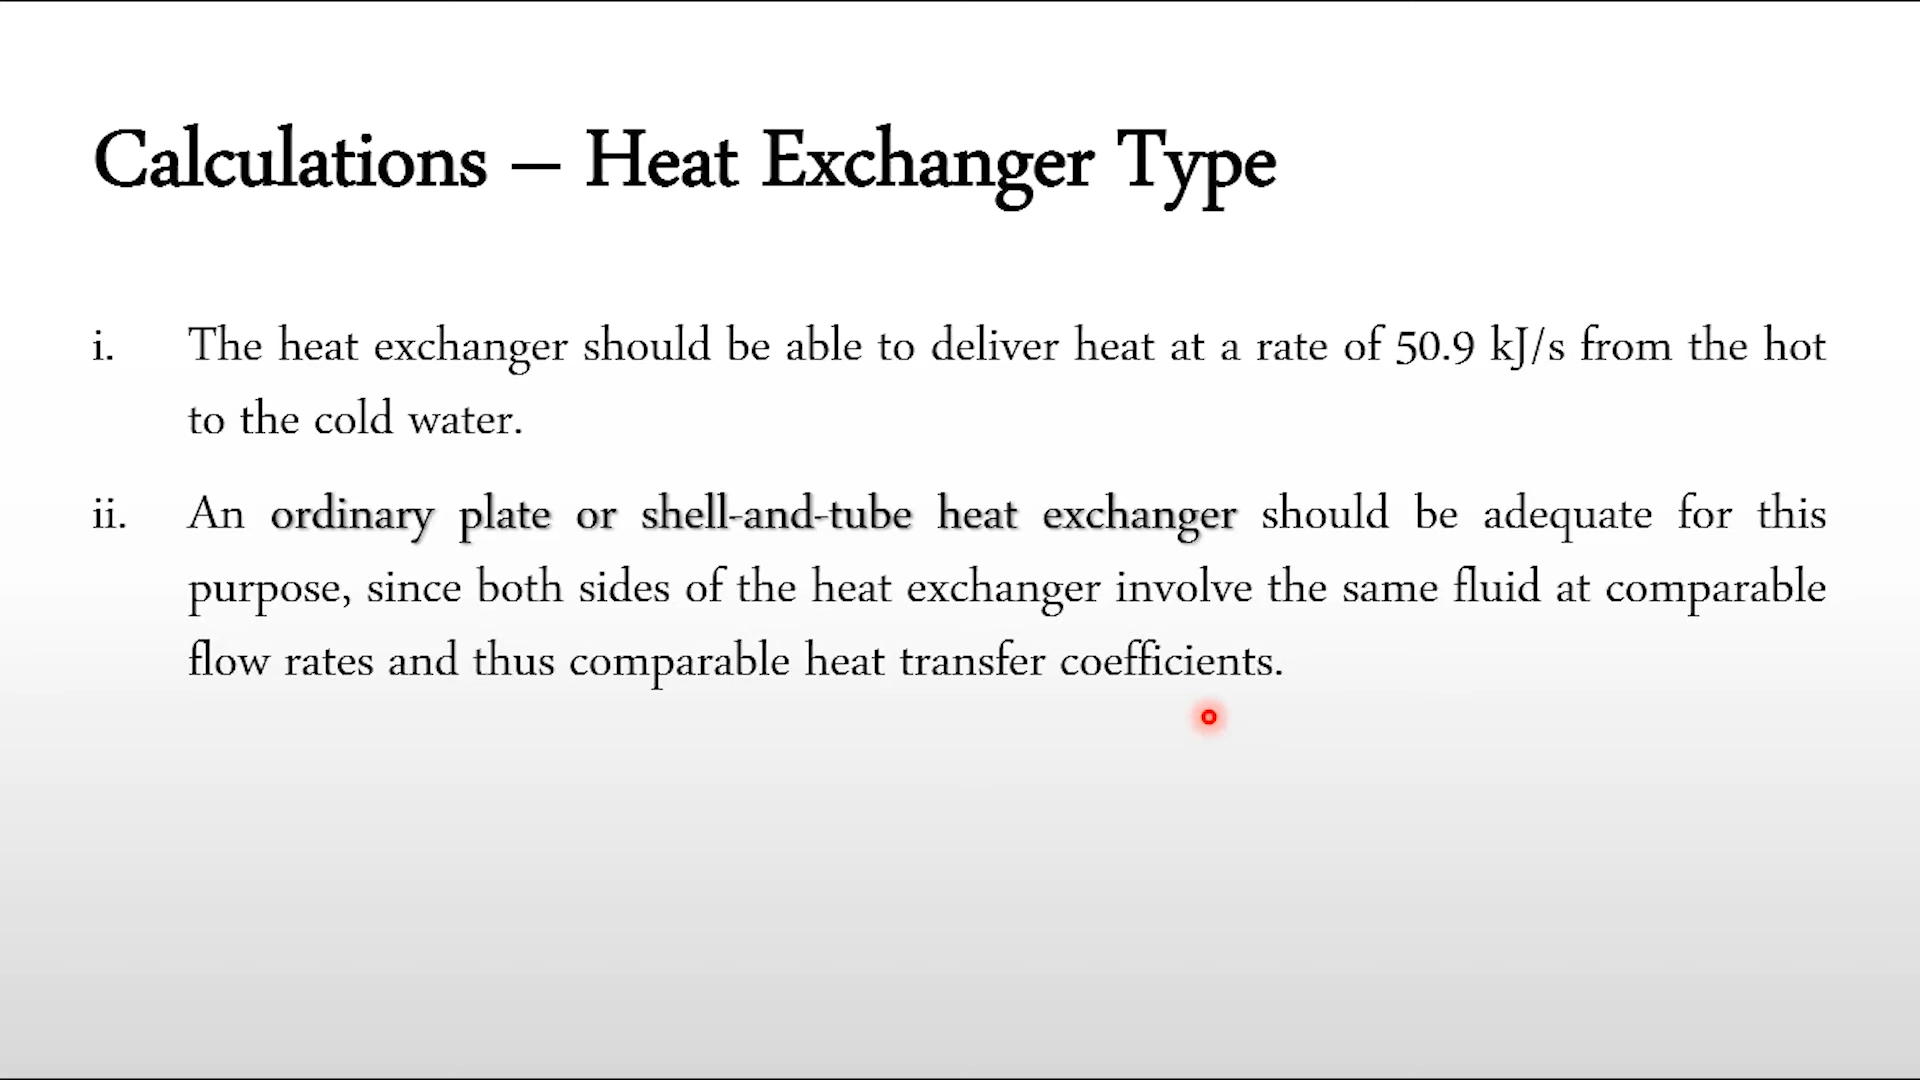 Calculations – Heat Exchanger Type
i. The heat exchanger should be able to deliver heat at a rate of 50.9 kJ/s from the hot
to the cold water.
ii. An ordinary plate or shell-and-tube heat exchanger should be adequate for this
purpose, since both sides of the heat exchanger involve the same fluid at comparable
flow rates and thus comparable heat transfer coefficients.